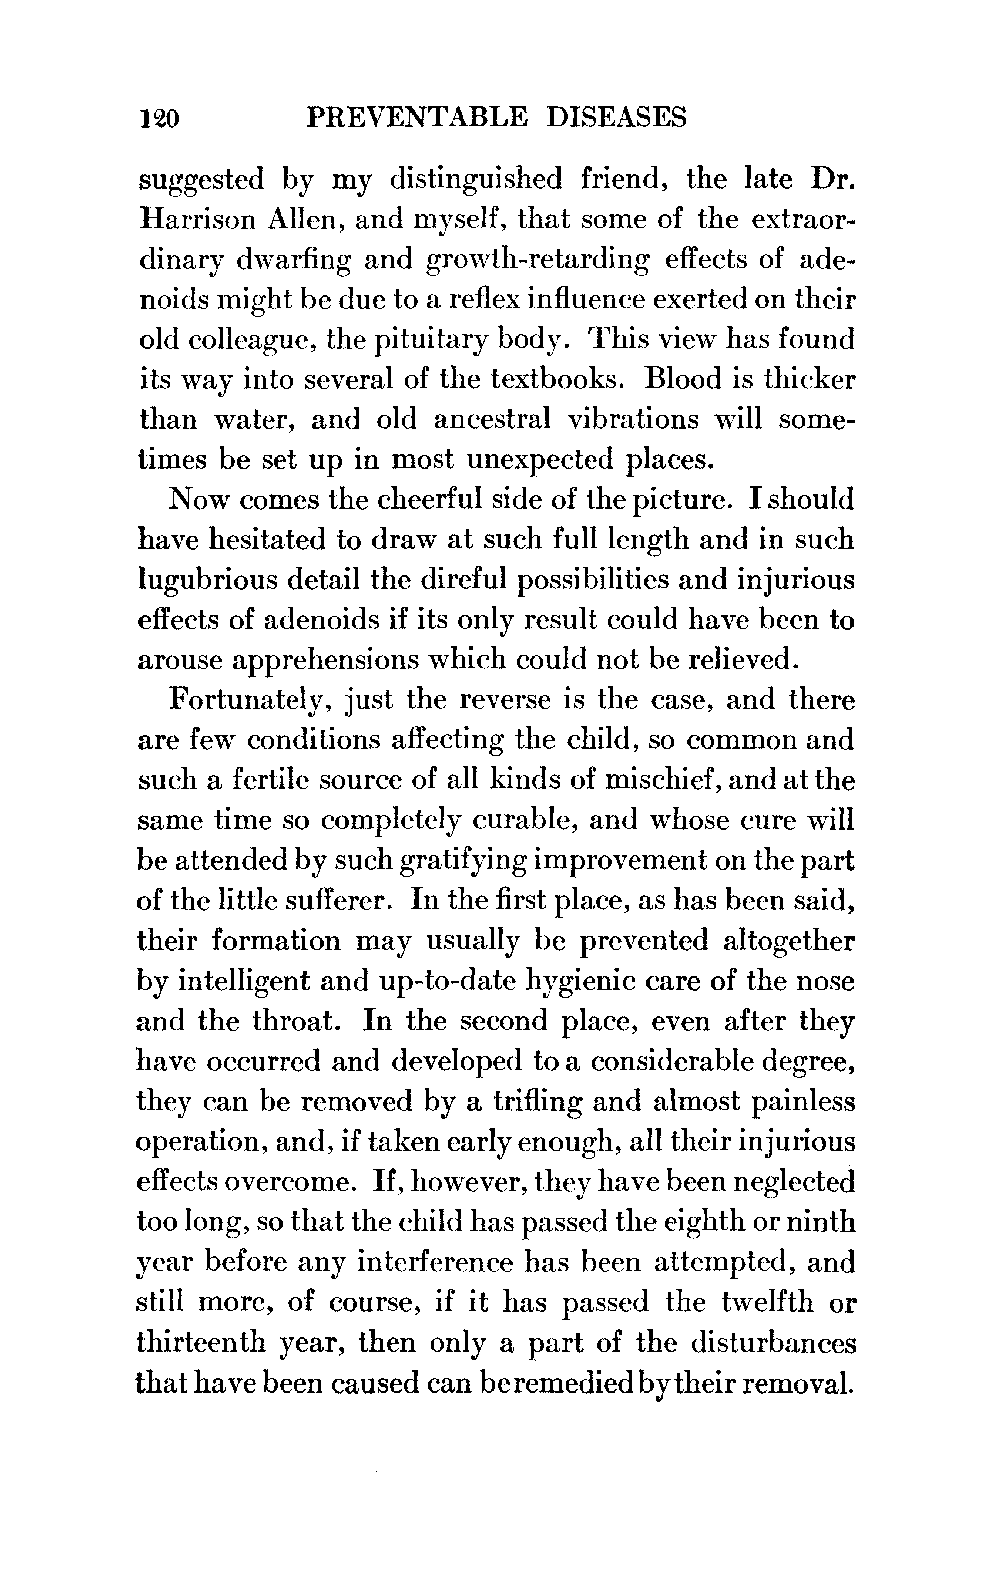 120 PREVENTABLE DISEASES
suggested by my distinguished friend, the late Dr.
Harrison Allen, and myself, that some of the extraor-
dinary dwarfing and growth-retarding effects of ade-
noids might be due to a reflex influence exerted on their
old colleague, the pituitary body. This view has found
its way into several of the textbooks. Blood is thicker
than water, and old ancestral vibrations will some-
times be set up in most unexpected places.
Now comes the cheerful side of the picture. I should
have hesitated to draw at such full length and in such
lugubrious detail the direful possibilities and injurious
effects of adenoids if its only result could have been to
arouse apprehensions which could not be relieved.
Fortunately, just the reverse is the case, and there
are few conditions affecting the child, so common and
such a fertile source of all kinds of mischief, and at the
same time so completely curable, and whose cure will
be attended by such gratifying improvement on the part
of the little sufferer. In the first place, as has been said,
their formation may usually be prevented altogether
by intelligent and up-to-date hygienic care of the nose
and the throat. In the second place, even after they
have occurred and developed to a considerable degree,
they can be removed by a trifling and almost painless
operation, and, if taken early enough, all their injurious
effects overcome. If, however, they have been neglected
too long, so that the child has passed the eighth or ninth
year before any interference has been attempted, and
still more, of course, if it has passed the twelfth or
thirteenth year, then only a part of the disturbances
that have been caused can be remedied by their removal.